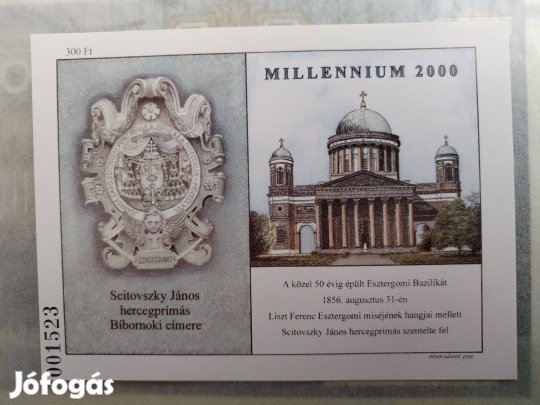 300 Ft
MILLENNIUM 2000
CONSECRAVIT
Scitovszky János
hercegprímás
Bíbornoki címere
A közel 50 évig épült Esztergomi Bazilikát
1856. augusztus 31-én
Liszt Ferenc Esztergomi miséjének hangjai mellett
Scitovszky János hercegprímás szentelte fel
001523
Jófogás